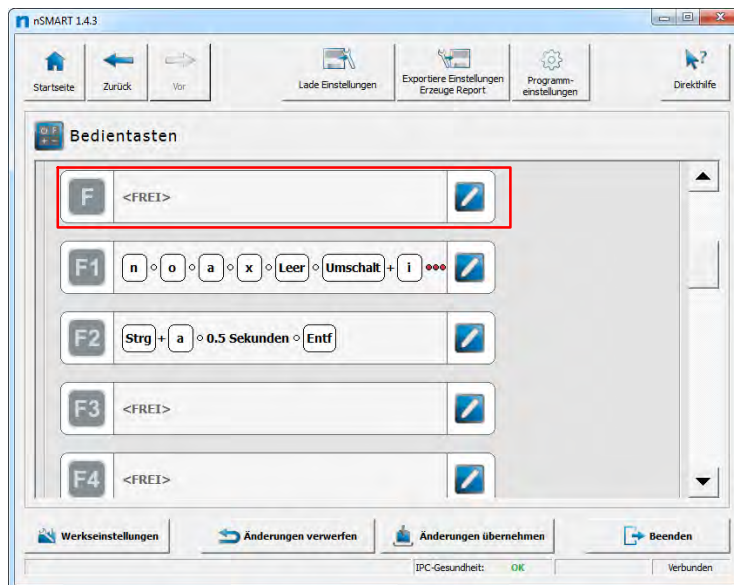 nSMART 1.4.3
Startseite
Zurück
Vor
Lade Einstellungen
Exportiere Einstellungen
Erzeuge Report
Programm-
einstellungen
Direkthilfe
Bedientasten
F <FREI>
F1 n o a x Leer Umschalt + i
F2 Strg + a 0.5 Sekunden Entf
F3 <FREI>
F4 <FREI>
Werkseinstellungen
Änderungen verwerfen
Änderungen übernehmen
Beenden
IPC-Gesundheit: OK
Verbunden